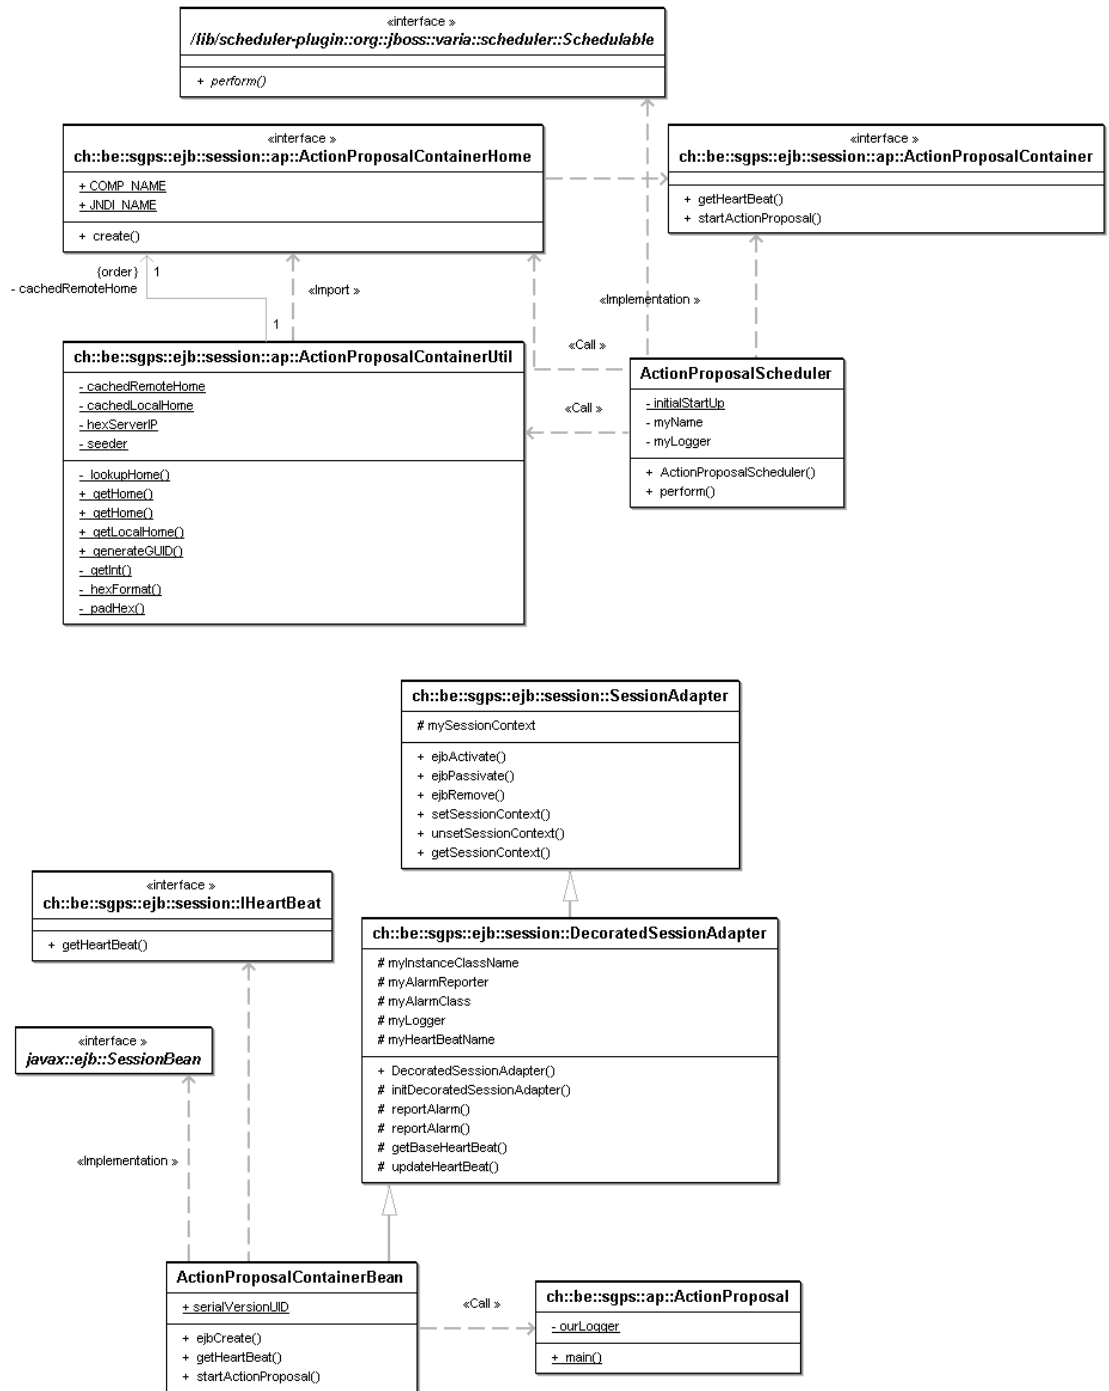 «interface »
/lib/scheduler-plugin::org::jboss::varia::scheduler::Schedulable
+ perform()
«interface »
ch::be::sgps::ejb::session::ap::ActionProposalContainerHome
+ COMP_NAME
+ JNDI_NAME
+ create()
«interface »
ch::be::sgps::ejb::session::ap::ActionProposalContainer
+ getHeartBeat()
+ startActionProposal()
{order} 1
- cachedRemoteHome
1
«Import »
«Implementation »
«Call »
«Call »
ch::be::sgps::ejb::session::ap::ActionProposalContainerUtil
- cachedRemoteHome
- cachedLocalHome
- hexServerIP
- seeder
- lookupHome()
+ getHome()
+ getHome()
+ getLocalHome()
+ generateGUID()
- getInt()
- hexFormat()
- padHex()
ActionProposalScheduler
- initialStartUp
- myName
- myLogger
+ ActionProposalScheduler()
+ perform()
ch::be::sgps::ejb::session::SessionAdapter
# mySessionContext
+ ejbActivate()
+ ejbPassivate()
+ ejbRemove()
+ setSessionContext()
+ unsetSessionContext()
+ getSessionContext()
«interface »
ch::be::sgps::ejb::session::IHeartBeat
+ getHeartBeat()
ch::be::sgps::ejb::session::DecoratedSessionAdapter
# myInstanceClassName
# myAlarmReporter
# myAlarmClass
# myLogger
# myHeartBeatName
+ DecoratedSessionAdapter()
# initDecoratedSessionAdapter()
# reportAlarm()
# reportAlarm()
# getBaseHeartBeat()
# updateHeartBeat()
«interface »
javax::ejb::SessionBean
«Implementation »
ActionProposalContainerBean
+ serialVersionUID
+ ejbCreate()
+ getHeartBeat()
+ startActionProposal()
«Call »
ch::be::sgps::ap::ActionProposal
- ourLogger
+ main()